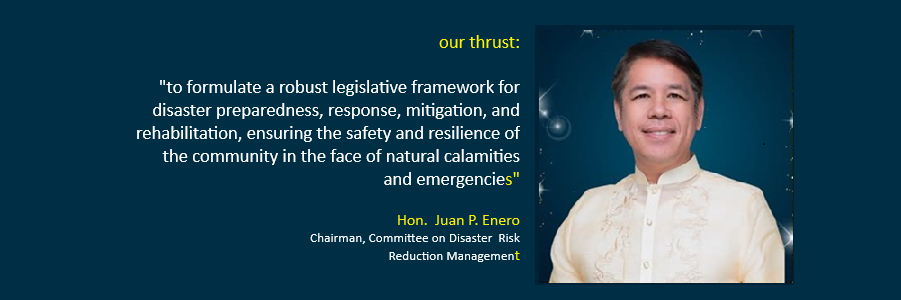 our thrust:
"to formulate a robust legislative framework for
disaster preparedness, response, mitigation, and
rehabilitation, ensuring the safety and resilience of
the community in the face of natural calamities
and emergencies"
Hon. Juan P. Enero
Chairman, Committee on Disaster Risk
Reduction Management